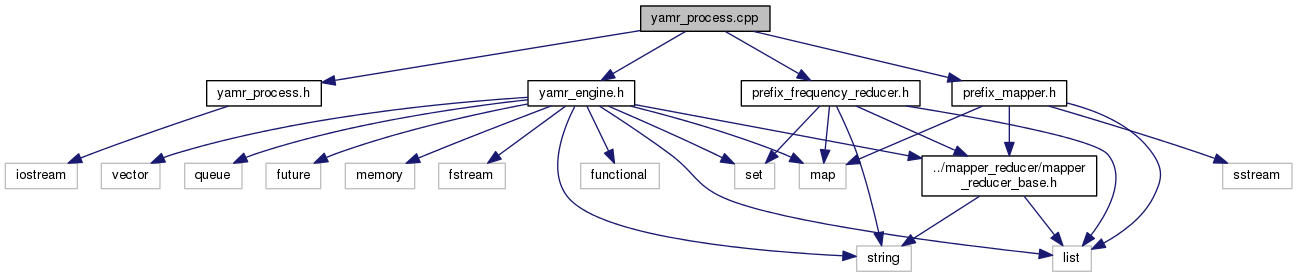 yamr_process.cpp
yamr_process.h
yamr_engine.h
prefix_frequency_reducer.h
prefix_mapper.h
iostream
vector
queue
future
memory
fstream
functional
set
map
../mapper_reducer/mapper
_reducer_base.h
sstream
string
list